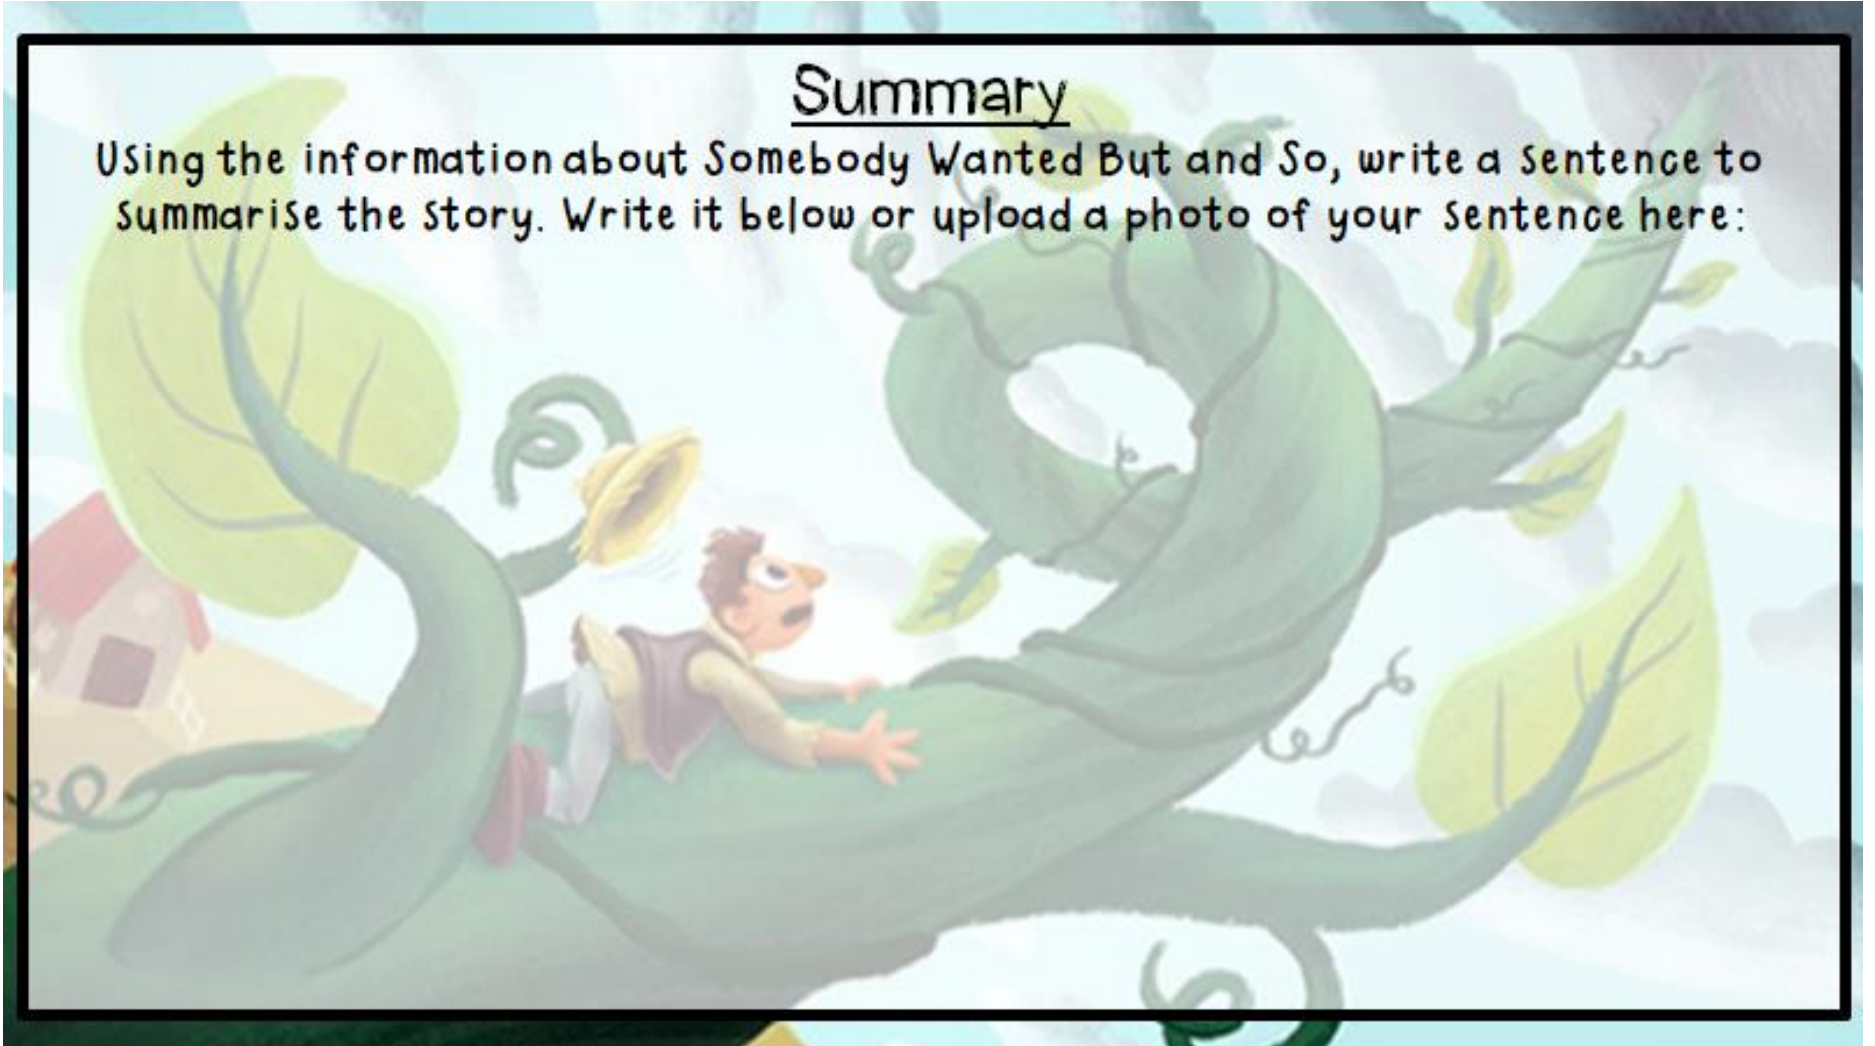 Summary
Using the information about Somebody Wanted But and So, write a sentence to
summarise the story. Write it below or upload a photo of your sentence here: